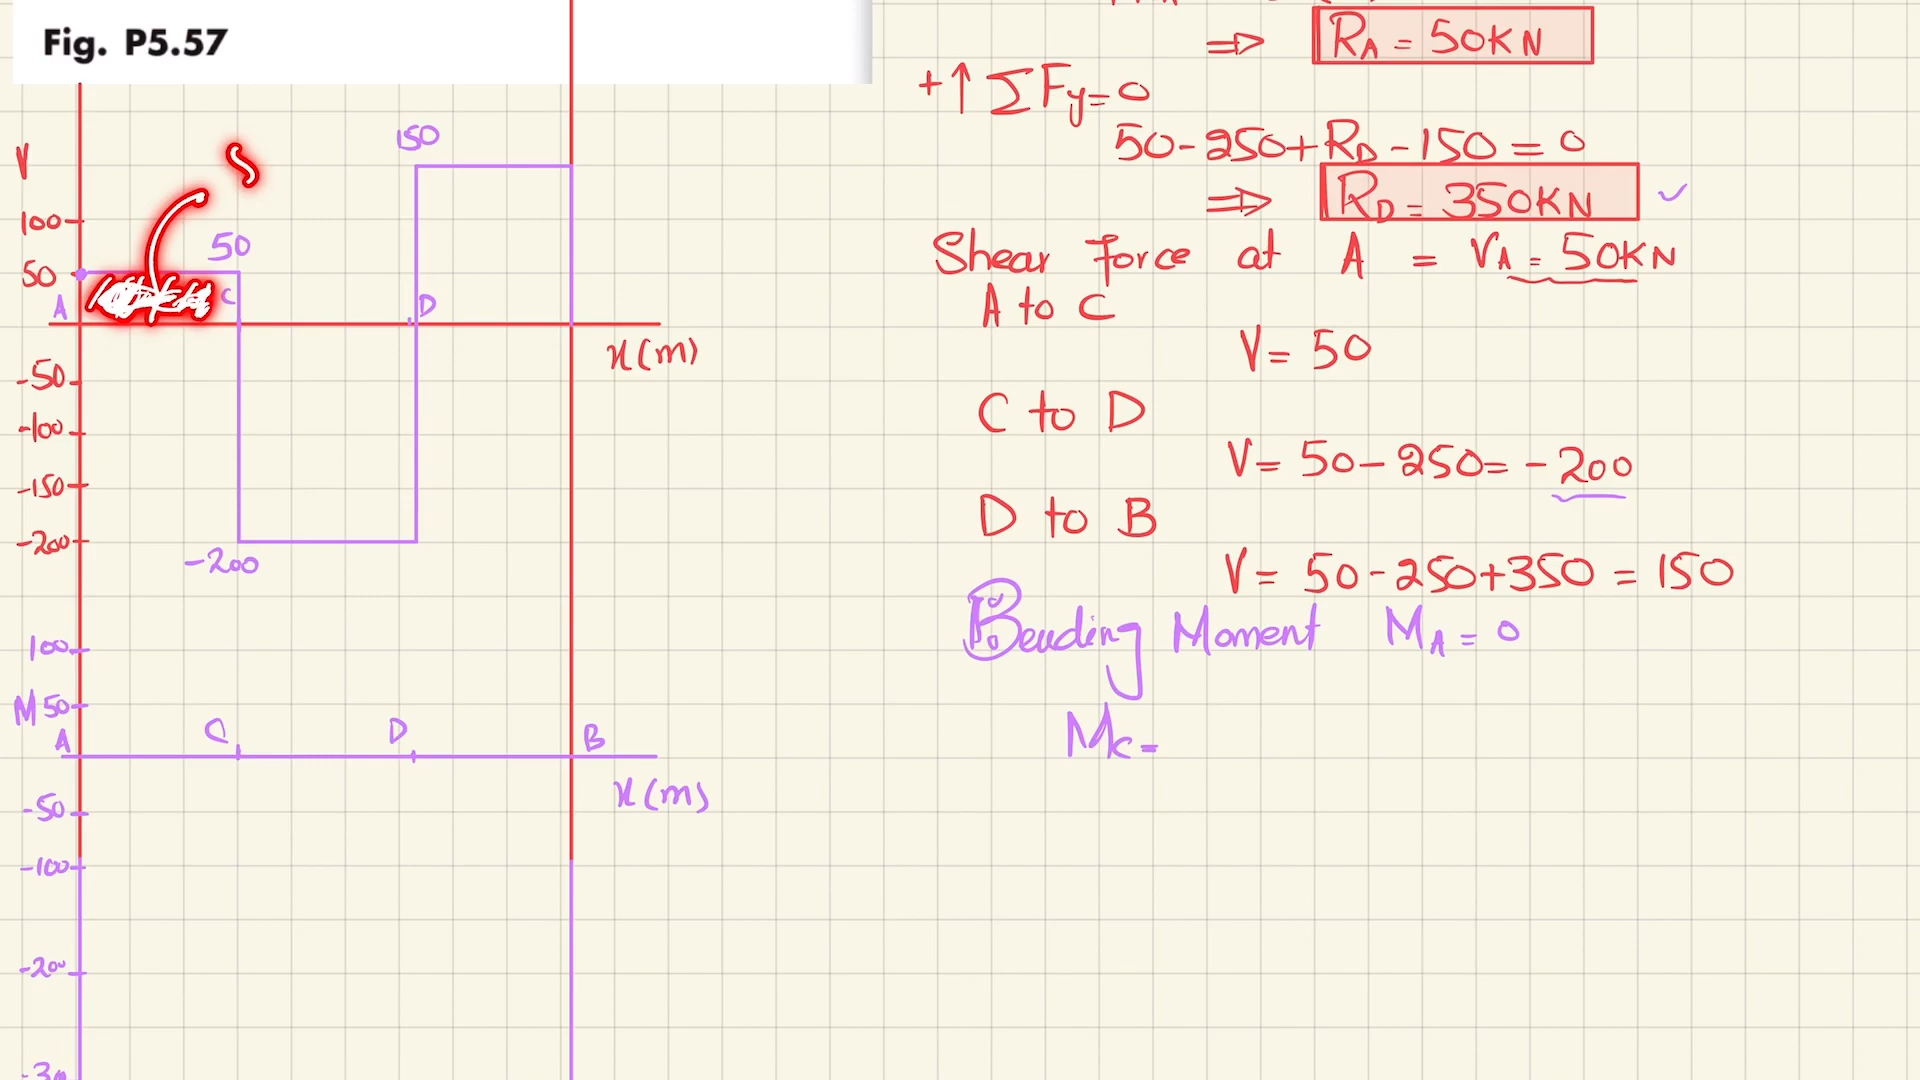 Fig. P5.57
⇒ RA = 50KN
+↑ ΣFy = 0
50-250+RD-150 = 0
⇒ RD = 350KN
Shear force at A = VA = 50KN
A to C
V = 50
C to D
V = 50-250 = -200
D to B
V = 50-250+350 = 150
Bending Moment MA = 0
Mc =
V
150
100
50
50
A
C
D
x(m)
-50
-100
-150
-200
-200
100
M 50
A
C
D
B
x(m)
-50
-100
-200